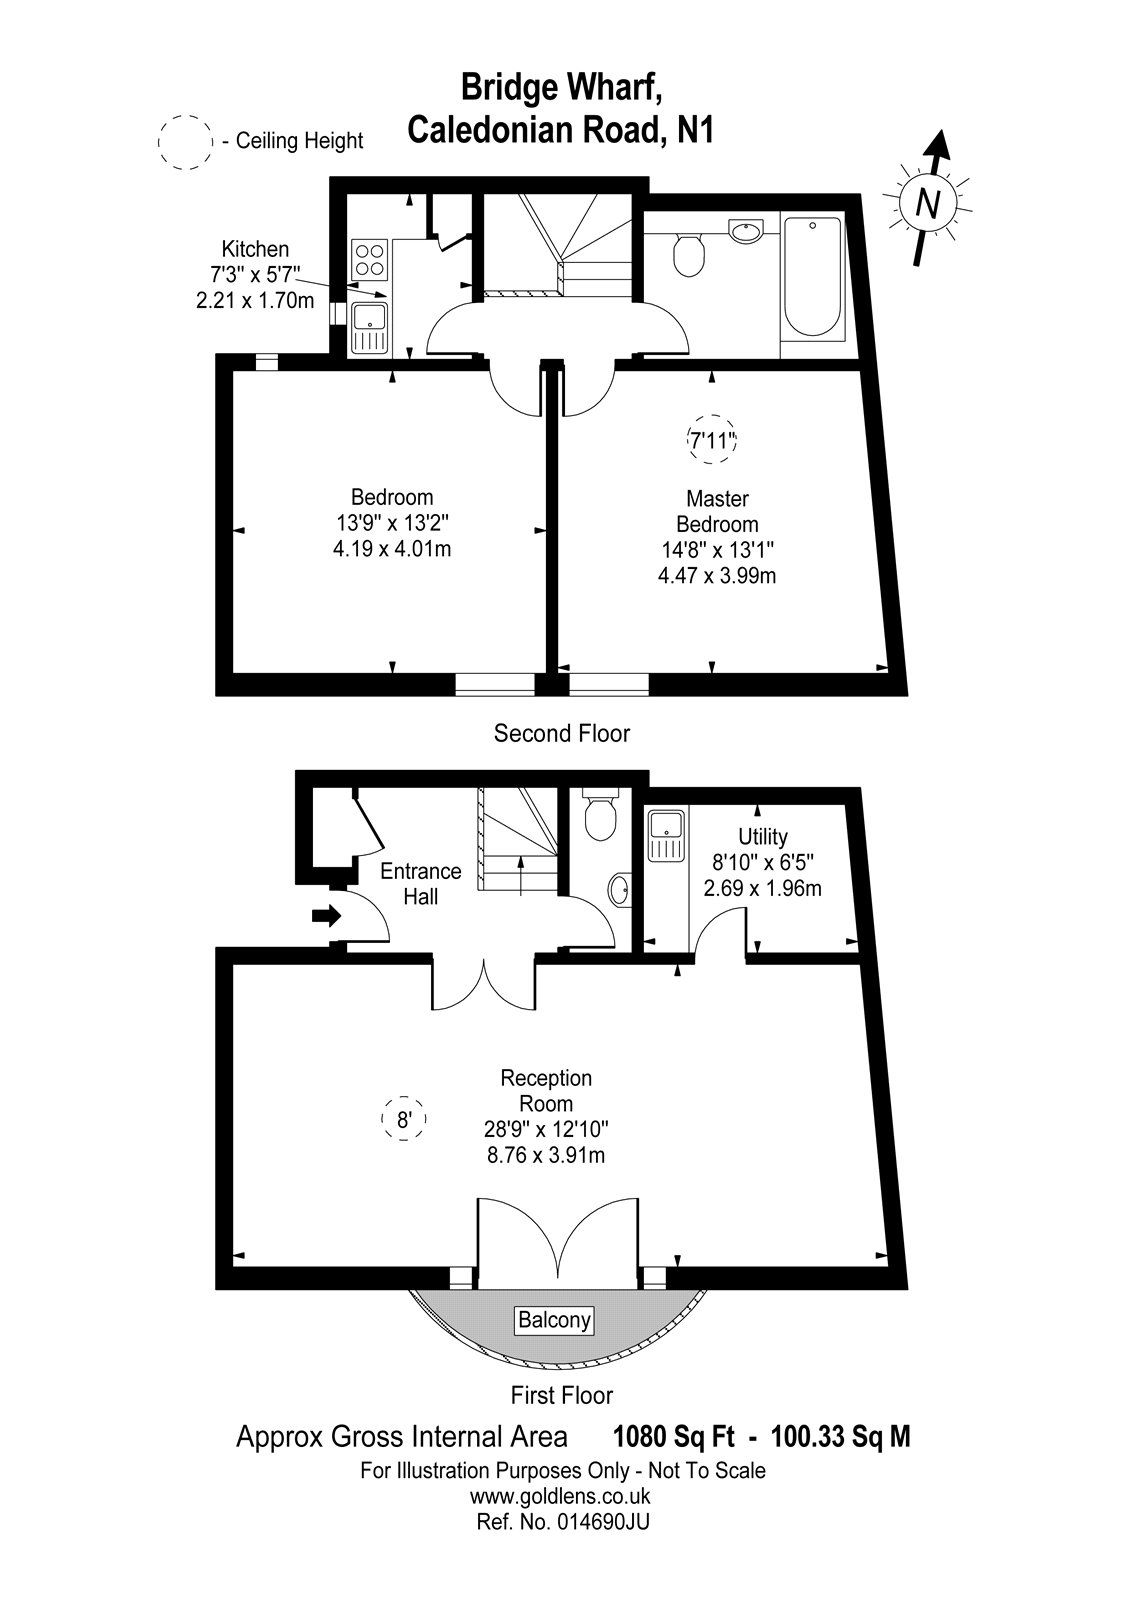 Bridge Wharf,
Caledonian Road, N1
- Ceiling Height
N
Kitchen
7'3" x 5'7"
2.21 x 1.70m
7'11"
Bedroom
13'9" x 13'2"
4.19 x 4.01m
Master
Bedroom
14'8" x 13'1"
4.47 x 3.99m
Second Floor
Utility
8'10" x 6'5"
2.69 x 1.96m
Entrance
Hall
Reception
Room
28'9" x 12'10"
8.76 x 3.91m
8'
Balcony
First Floor
Approx Gross Internal Area 1080 Sq Ft - 100.33 Sq M
For Illustration Purposes Only - Not To Scale
www.goldlens.co.uk
Ref. No. 014690JU